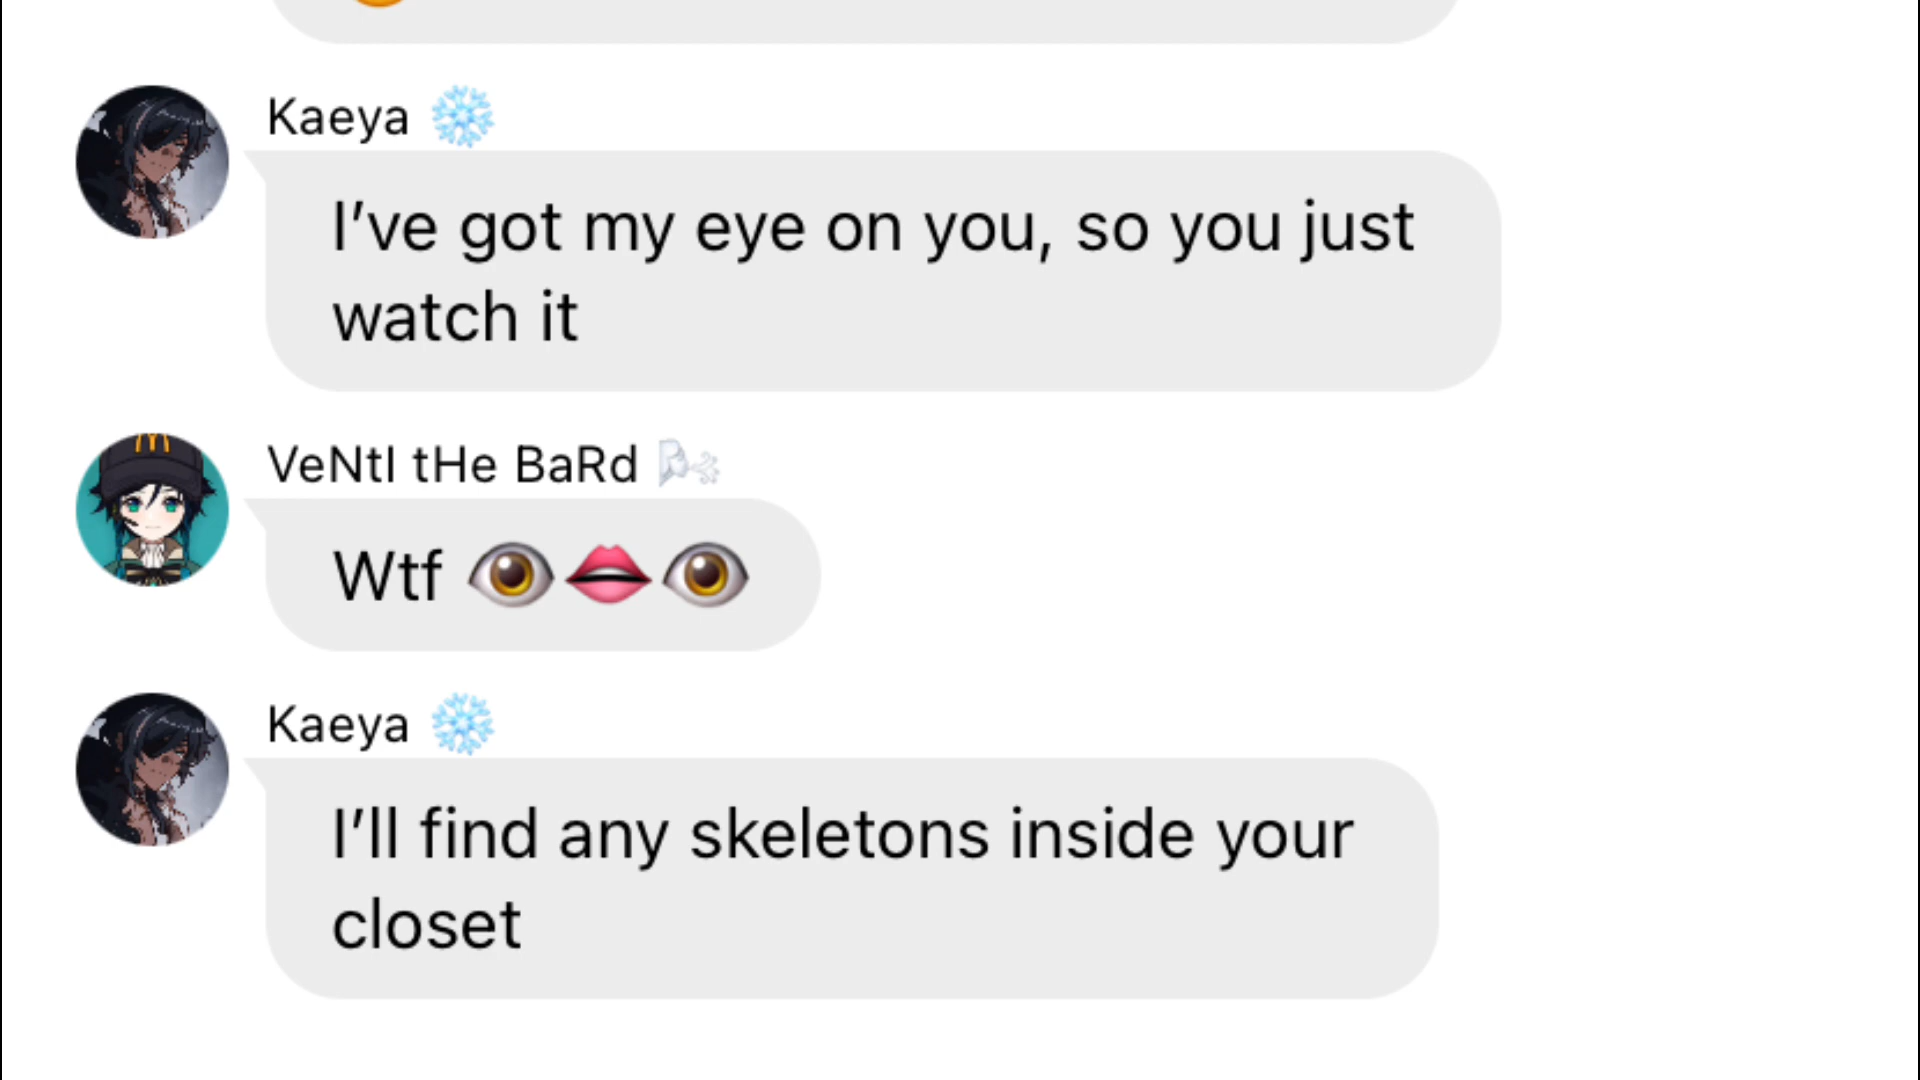 Kaeya ❄️
I’ve got my eye on you, so you just
watch it
VeNtI tHe BaRd 🌬️
Wtf 👁️👄👁️
Kaeya ❄️
I’ll find any skeletons inside your
closet